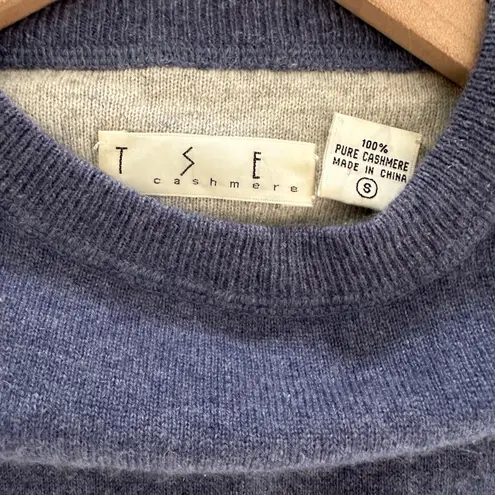 T S E
cashmere
100%
PURE CASHMERE
MADE IN CHINA
S